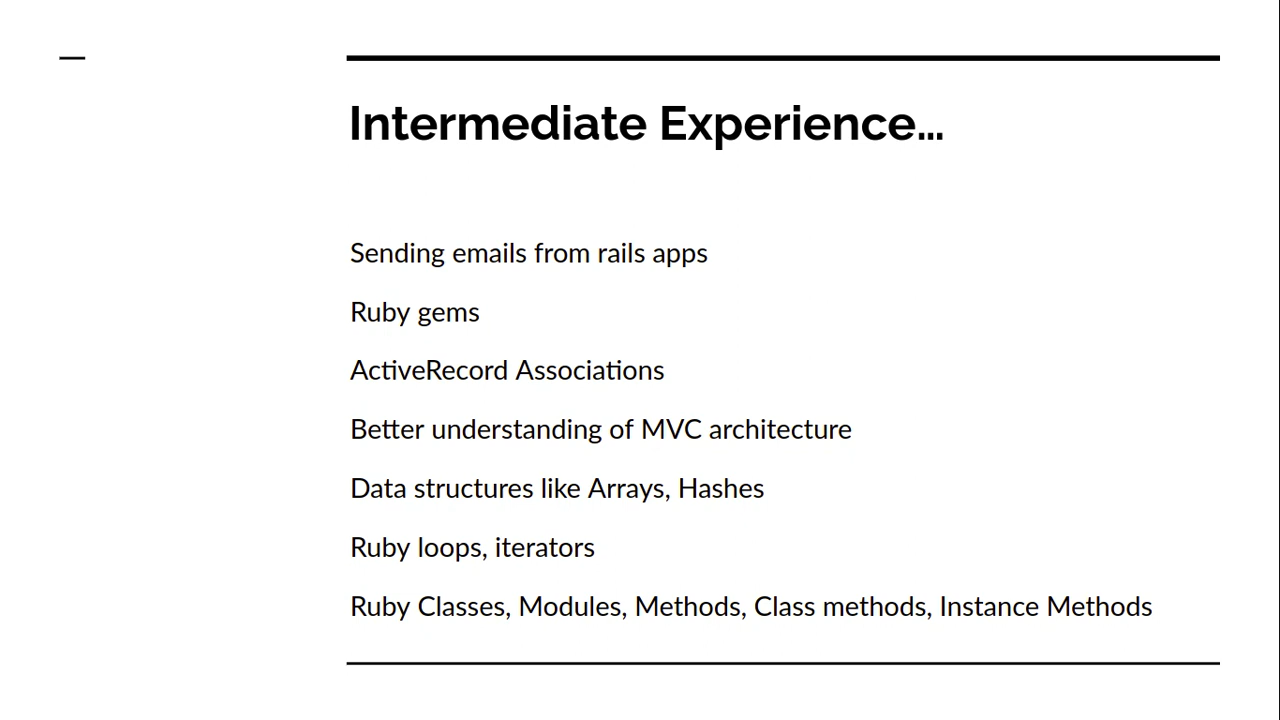 Intermediate Experience…
Sending emails from rails apps
Ruby gems
ActiveRecord Associations
Better understanding of MVC architecture
Data structures like Arrays, Hashes
Ruby loops, iterators
Ruby Classes, Modules, Methods, Class methods, Instance Methods